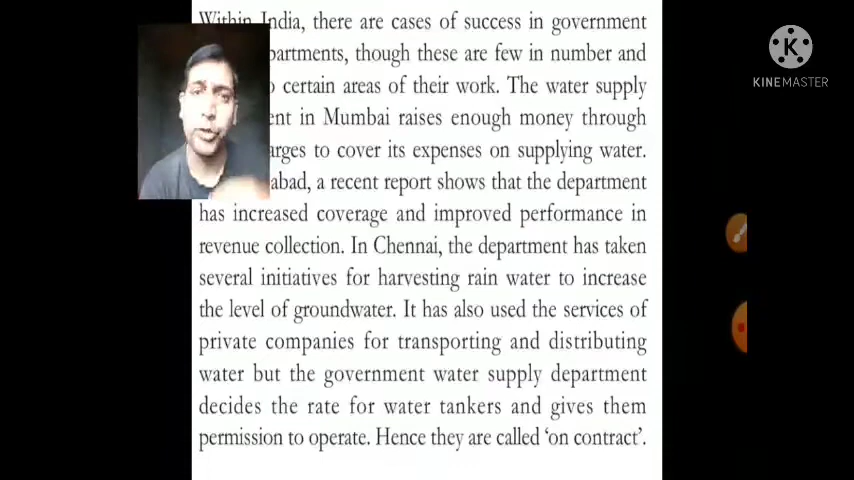 Within India, there are cases of success in government
partments, though these are few in number and
certain areas of their work. The water supply
ent in Mumbai raises enough money through
arges to cover its expenses on supplying water.
abad, a recent report shows that the department
has increased coverage and improved performance in
revenue collection. In Chennai, the department has taken
several initiatives for harvesting rain water to increase
the level of groundwater. It has also used the services of
private companies for transporting and distributing
water but the government water supply department
decides the rate for water tankers and gives them
permission to operate. Hence they are called ‘on contract’.
K
KINEMASTER